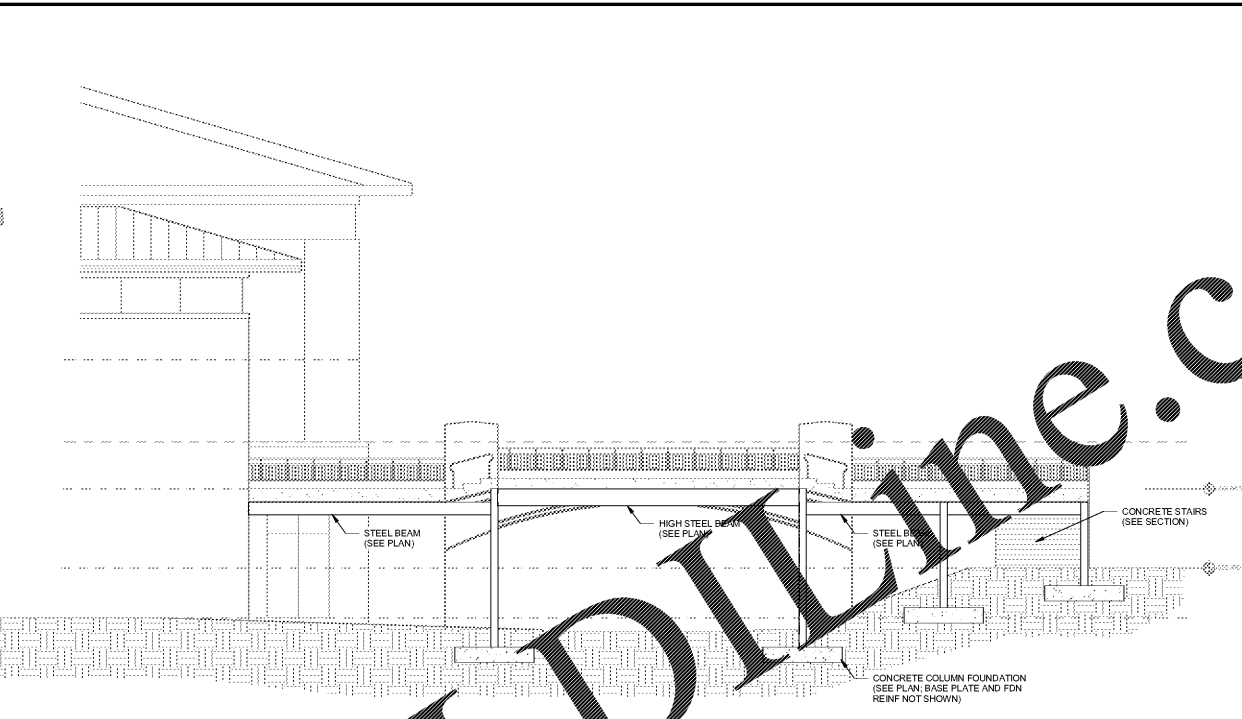 STEEL BEAM
(SEE PLAN)
HIGH STEEL BEAM
(SEE PLAN)
STEEL BEAM
(SEE PLAN)
CONCRETE STAIRS
(SEE SECTION)
CONCRETE COLUMN FOUNDATION
(SEE PLAN; BASE PLATE AND FDN
REINF NOT SHOWN)
DILine.c